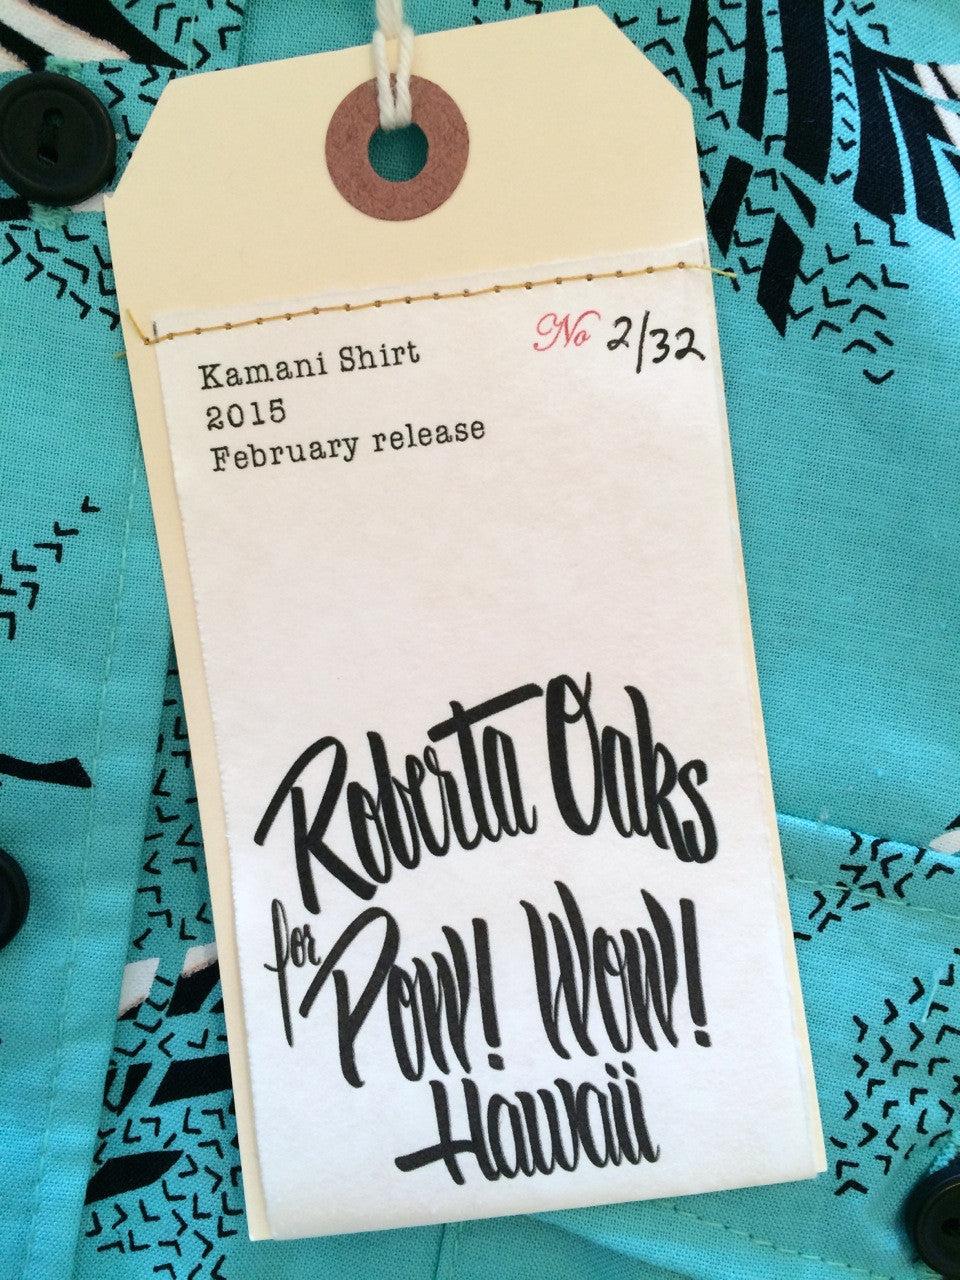 Kamani Shirt
No 2/32
2015
February release
Roberta Oaks
for Pow! Wow!
Hawaii